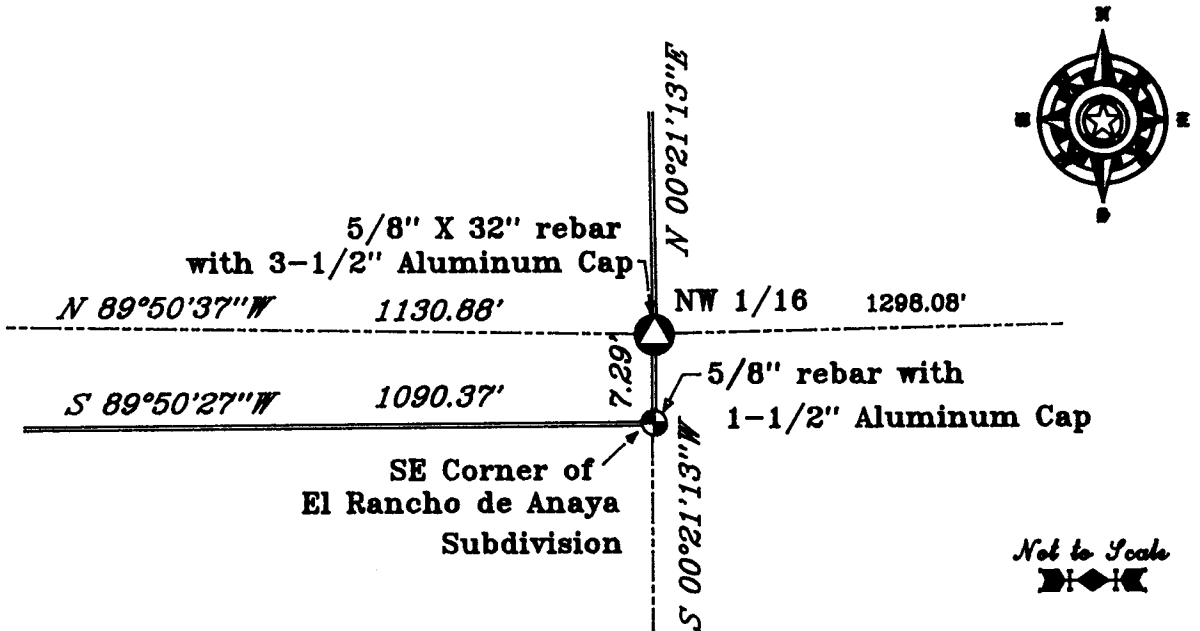 N
W
E
S
N 00°21'13"E
5/8" X 32" rebar
with 3-1/2" Aluminum Cap
N 89°50'37"W 1130.88'
NW 1/16 1298.08'
7.29'
5/8" rebar with
1-1/2" Aluminum Cap
S 89°50'27"W 1090.37'
SE Corner of
El Rancho de Anaya
Subdivision
S 00°21'13"W
Not to Scale